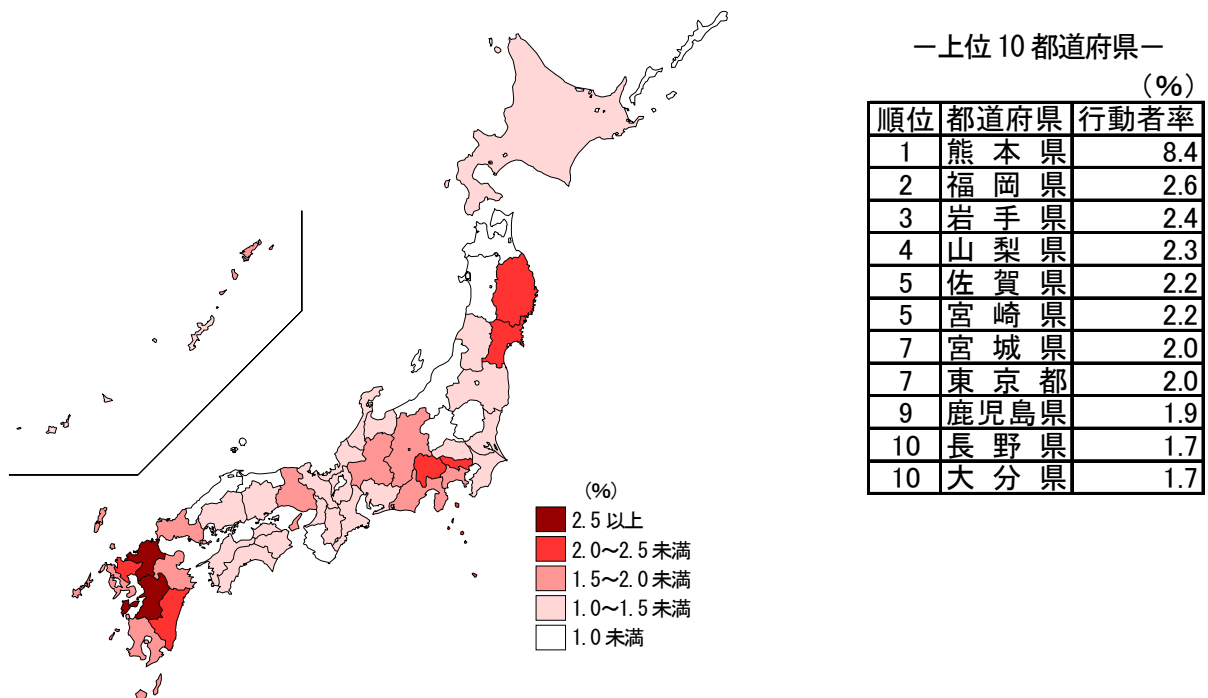 －上位 10 都道府県－
（%）
順位 都道府県 行動者率
1 熊本県 8.4
2 福岡県 2.6
3 岩手県 2.4
4 山梨県 2.3
5 佐賀県 2.2
5 宮崎県 2.2
7 宮城県 2.0
7 東京都 2.0
9 鹿児島県 1.9
10 長野県 1.7
10 大分県 1.7
（%）
2.5 以上
2.0～2.5 未満
1.5～2.0 未満
1.0～1.5 未満
1.0 未満